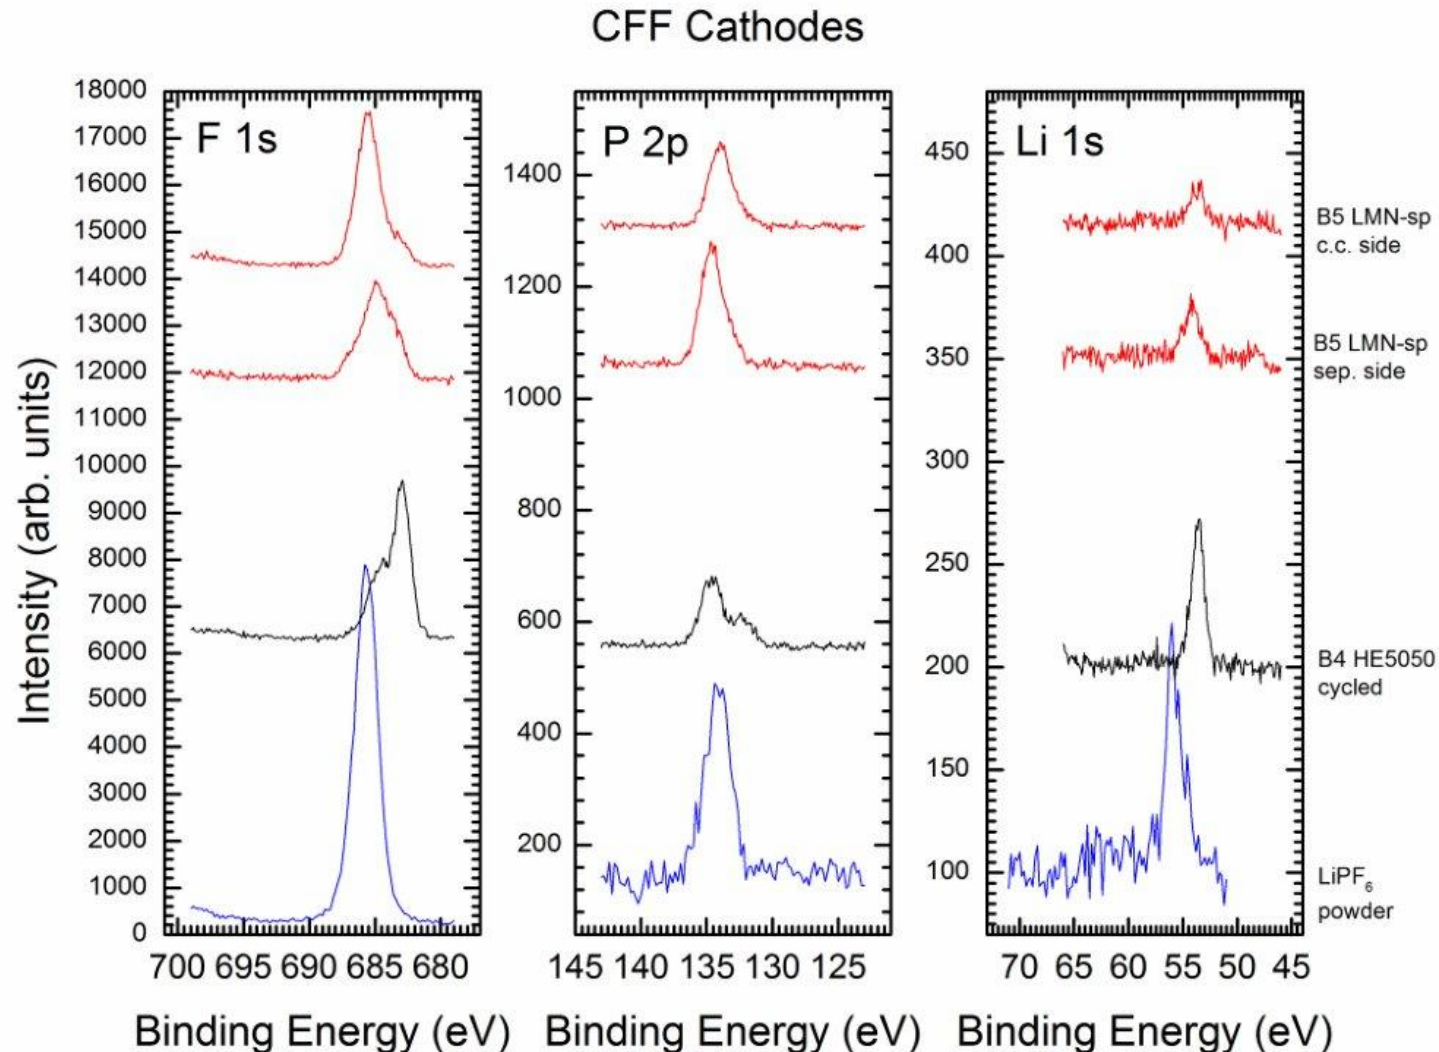 CFF Cathodes
Intensity (arb. units)
18000
17000
16000
15000
14000
13000
12000
11000
10000
9000
8000
7000
6000
5000
4000
3000
2000
1000
0
F 1s
700 695 690 685 680
Binding Energy (eV)
1400
1200
1000
800
600
400
200
P 2p
145 140 135 130 125
Binding Energy (eV)
450
400
350
300
250
200
150
100
Li 1s
70 65 60 55 50 45
Binding Energy (eV)
B5 LMN-sp
c.c. side
B5 LMN-sp
sep. side
B4 HE5050
cycled
LiPF₆
powder